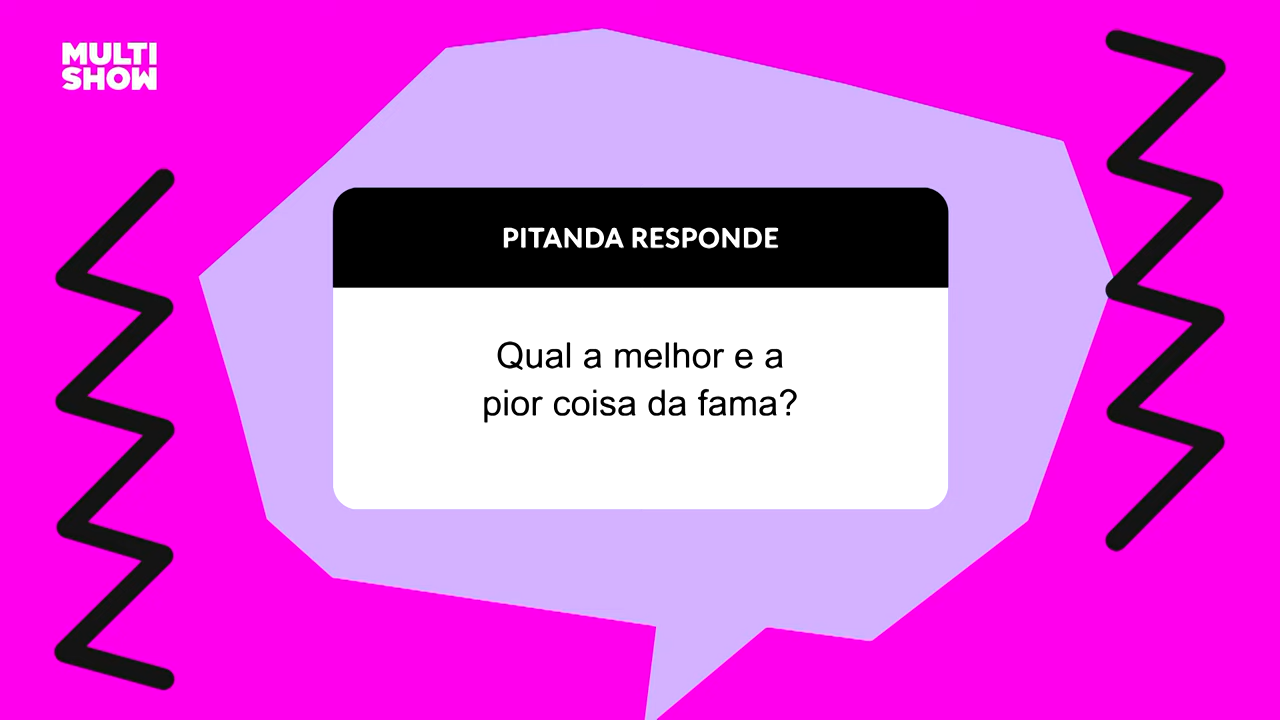 MULTI
SHOW
PITANDA RESPONDE
Qual a melhor e a
pior coisa da fama?